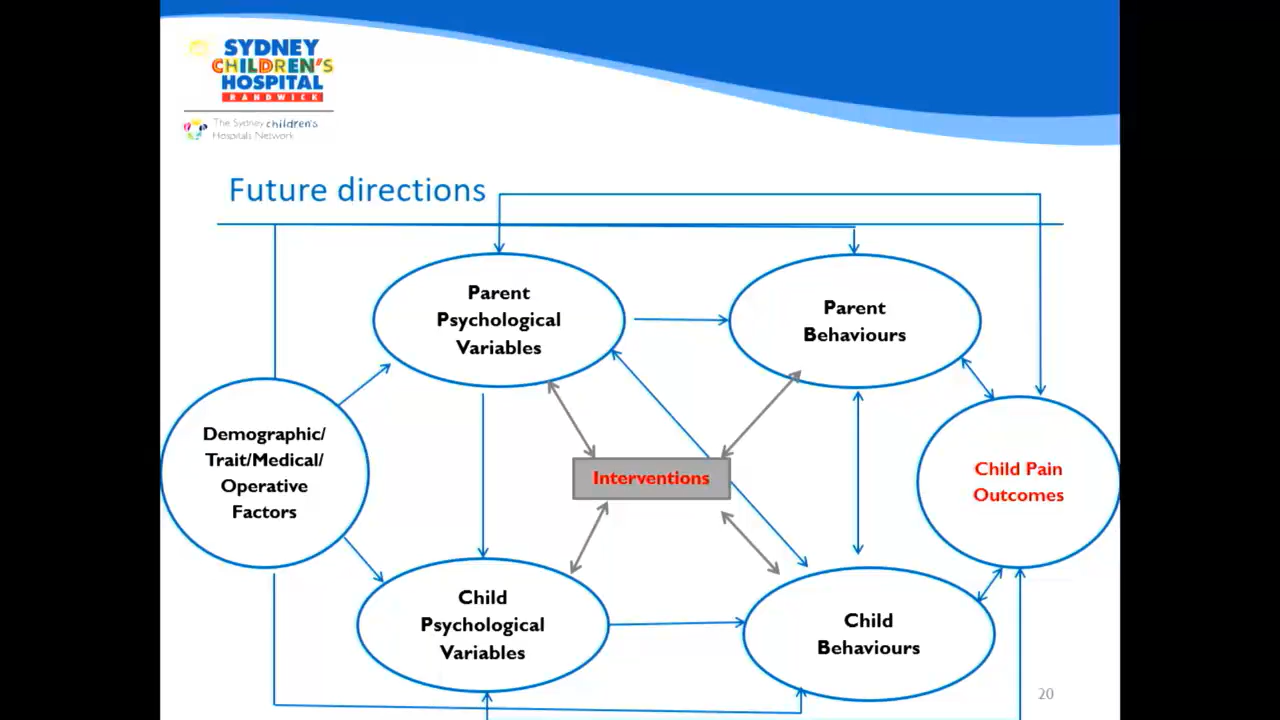 SYDNEY
CHILDREN'S
HOSPITAL
RANDWICK
The Sydney children's
Hospitals Network
Future directions
Parent
Psychological
Variables
Parent
Behaviours
Demographic/
Trait/Medical/
Operative
Factors
Interventions
Child Pain
Outcomes
Child
Psychological
Variables
Child
Behaviours
20